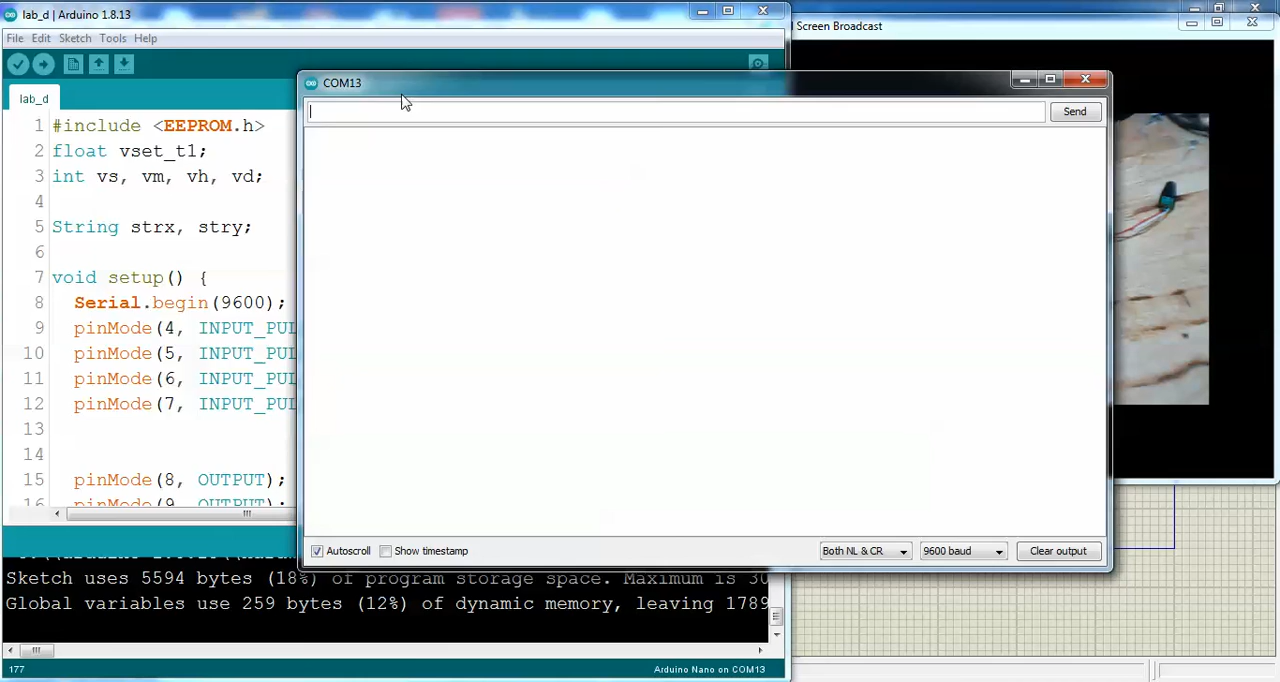 lab_d | Arduino 1.8.13
File Edit Sketch Tools Help
lab_d
1 #include <EEPROM.h>
2 float vset_t1;
3 int vs, vm, vh, vd;
4
5 String strx, stry;
6
7 void setup() {
8 Serial.begin(9600);
9 pinMode(4, INPUT_PUL
10 pinMode(5, INPUT_PUL
11 pinMode(6, INPUT_PUL
12 pinMode(7, INPUT_PUL
13
14
15 pinMode(8, OUTPUT);
16 pinMode(9, OUTPUT);
Sketch uses 5594 bytes (18%) of program storage space. Maximum is 30
Global variables use 259 bytes (12%) of dynamic memory, leaving 1789
177 Arduino Nano on COM13
COM13
Send
Autoscroll Show timestamp Both NL & CR 9600 baud Clear output
Screen Broadcast